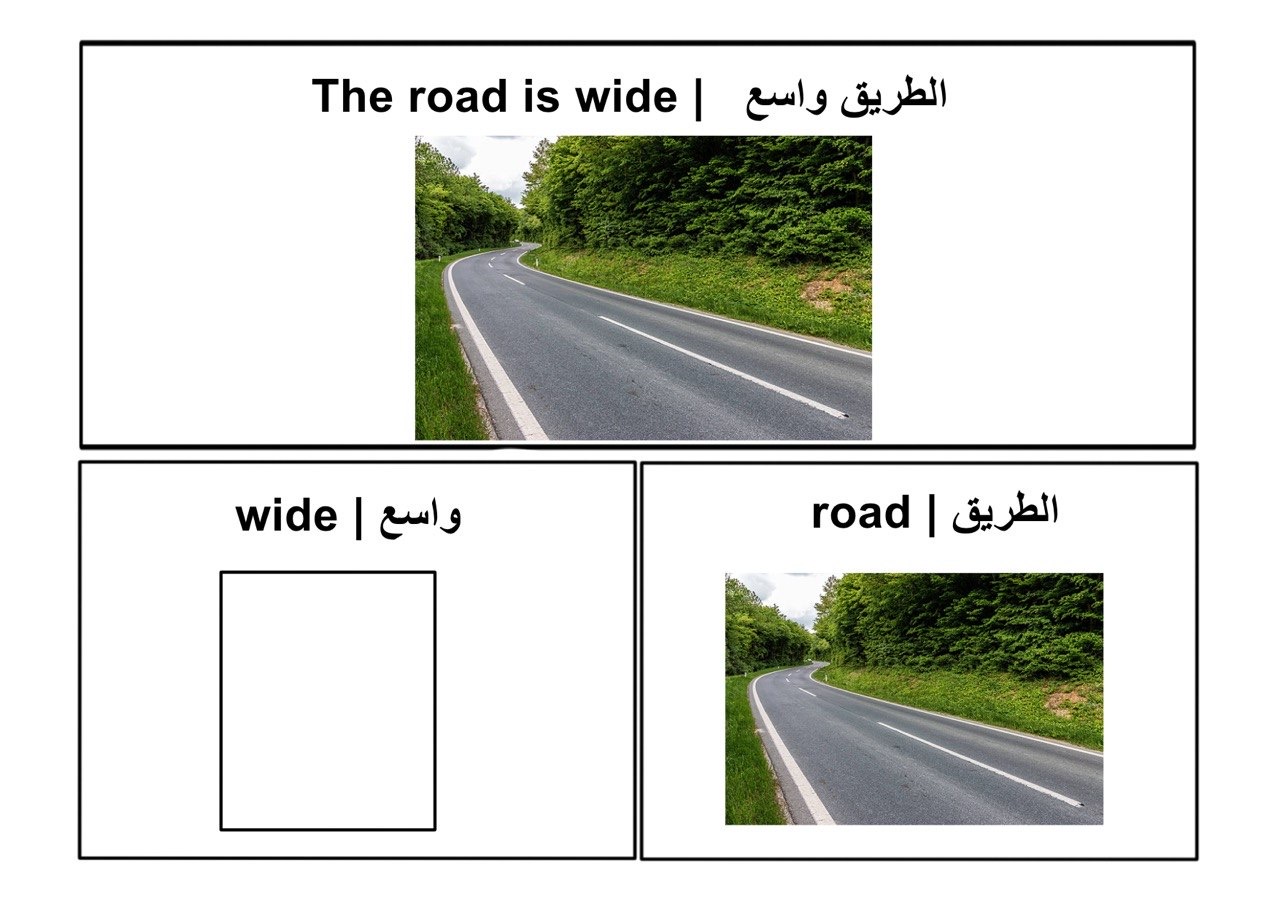 The road is wide | الطريق واسع
wide | واسع
road | الطريق